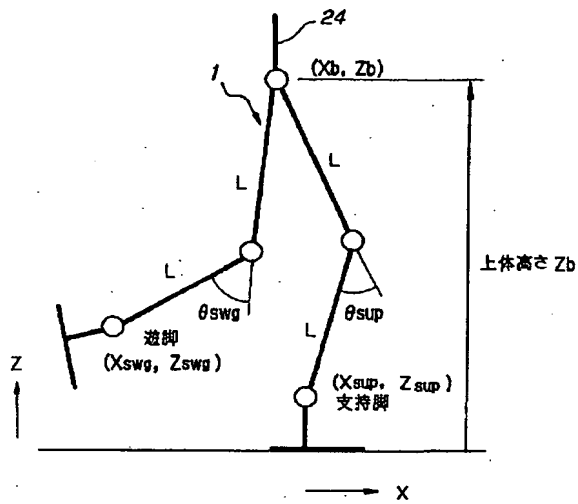 24
(Xb, Zb)
1
L
L
上体高さ Zb
L
θswg
θsup
L
遊脚
(Xswg, Zswg)
(Xsup, Zsup)
支持脚
Z
X